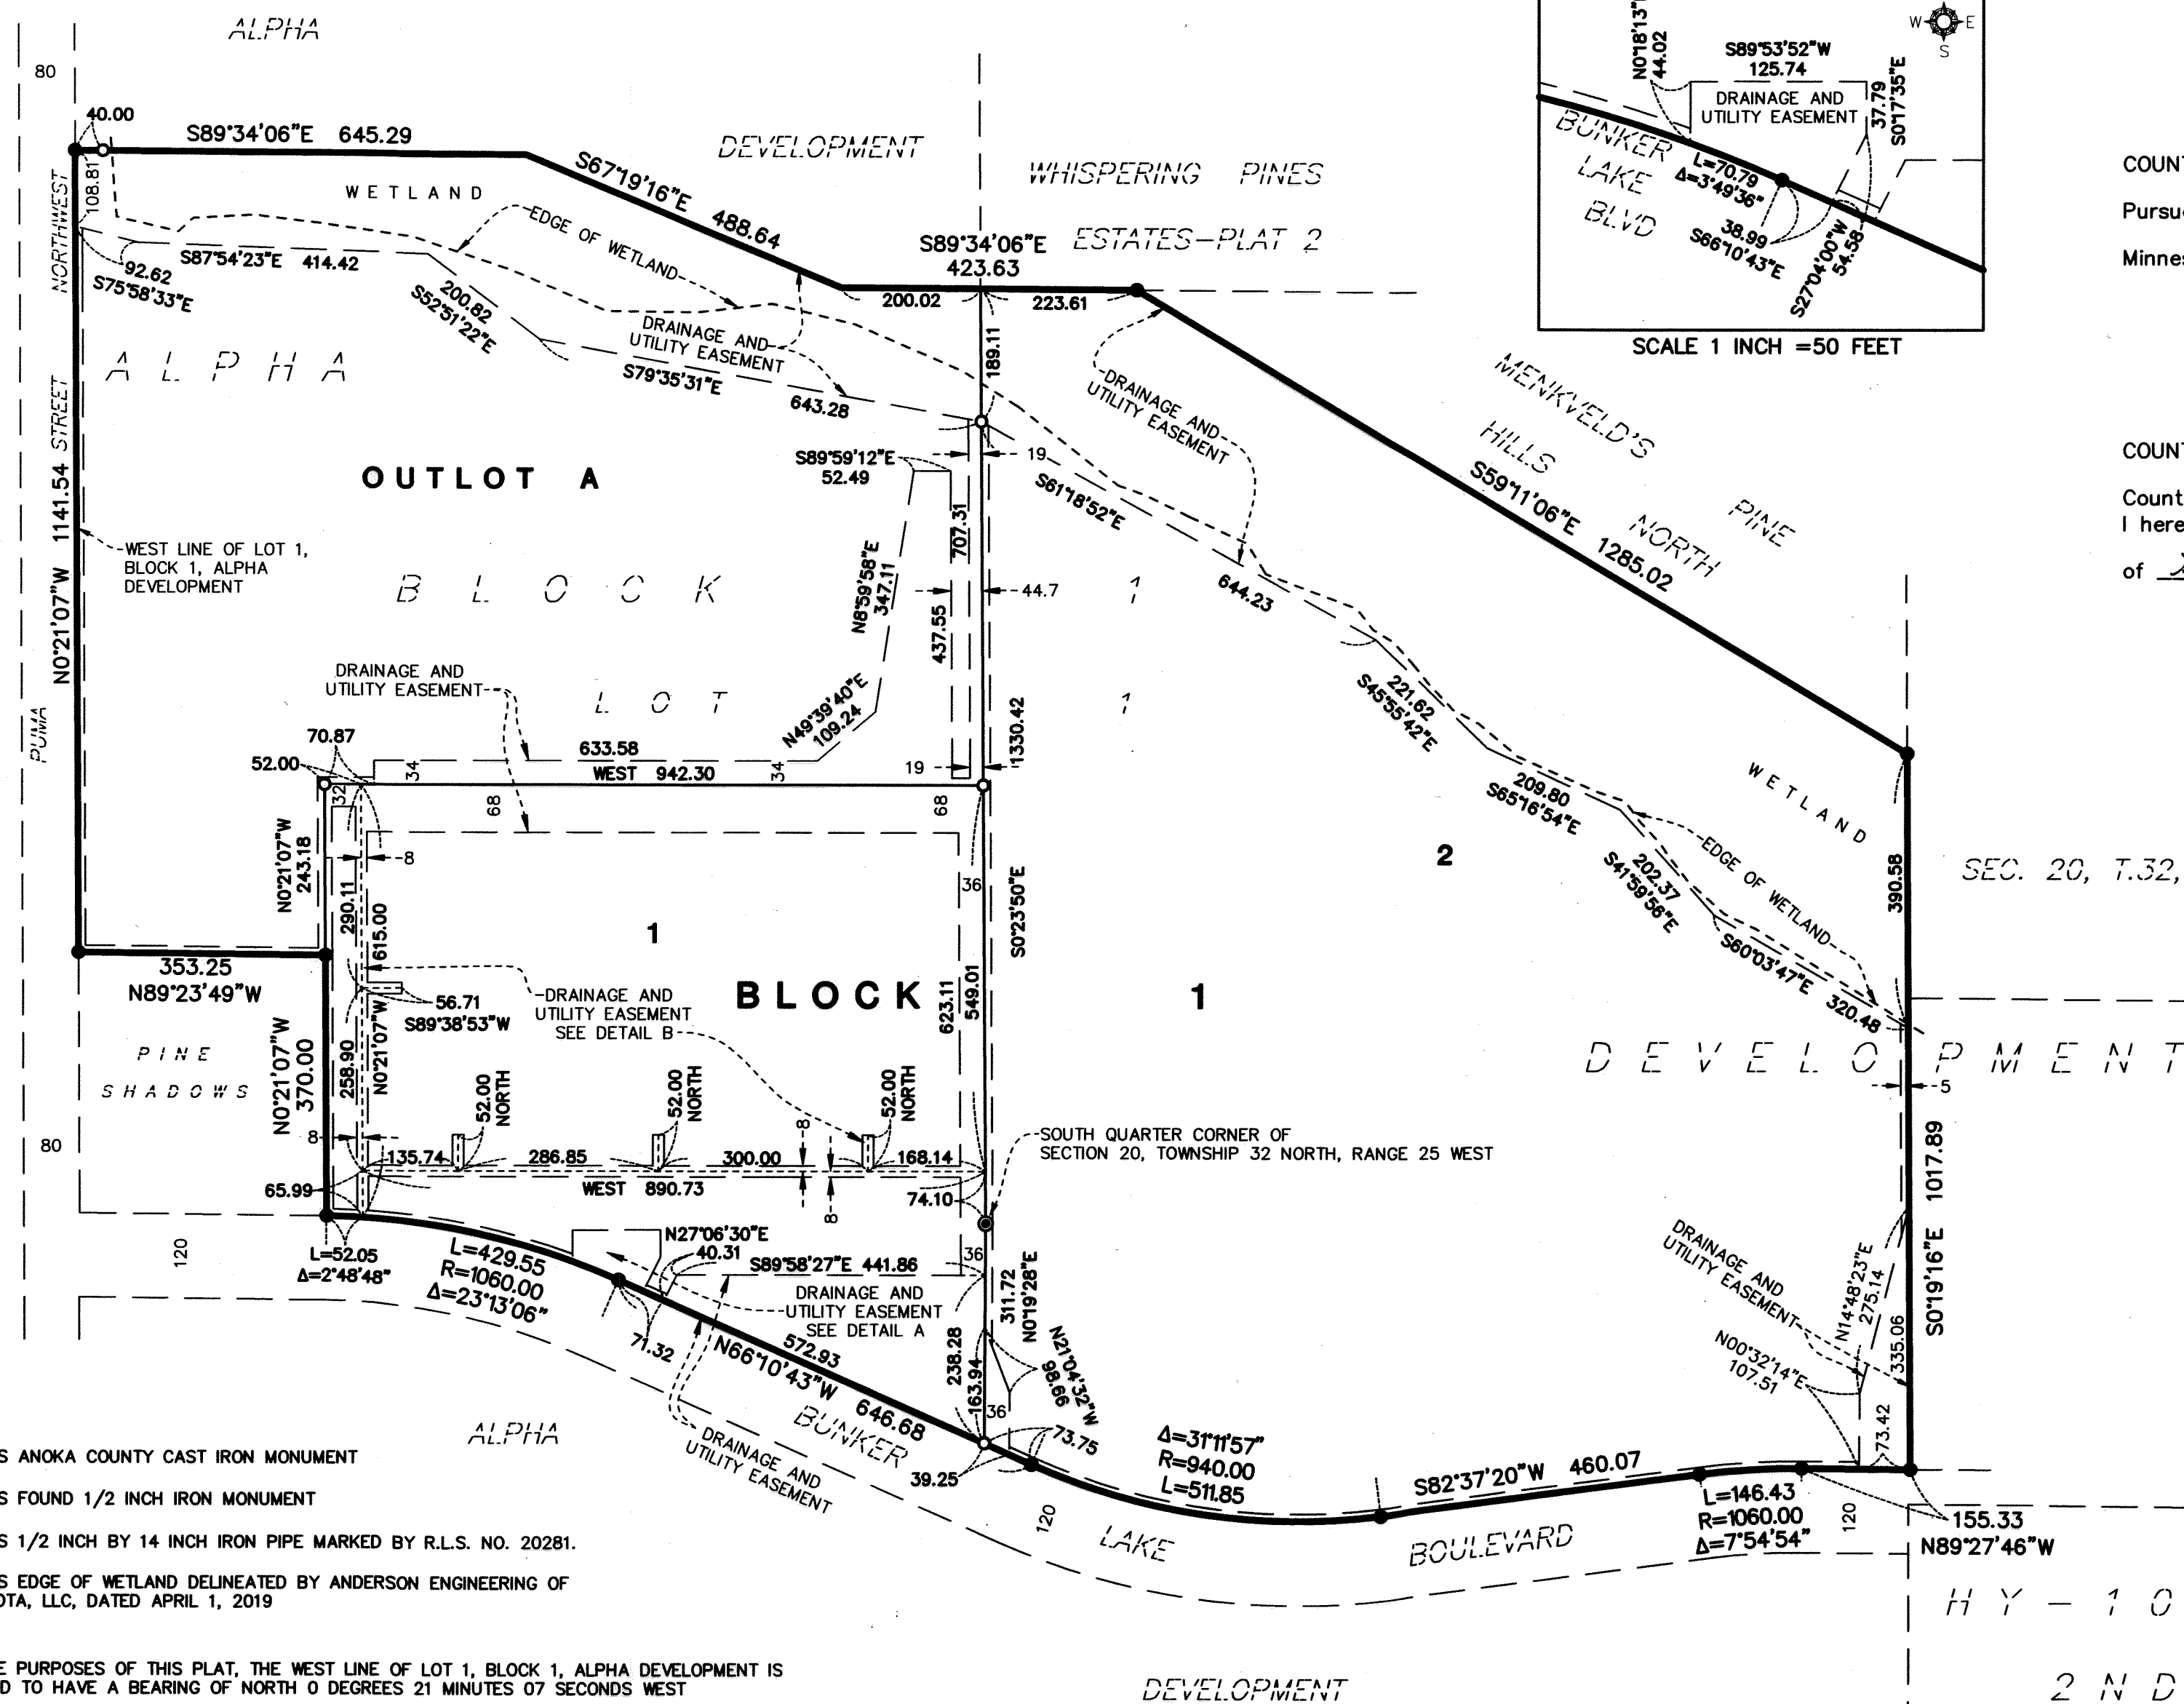 ALPHA
80
40.00
S89°34'06"E 645.29
108.81
NORTHWEST
WETLAND
S67°19'16"E 488.64
DEVELOPMENT
WHISPERING PINES
ESTATES-PLAT 2
S89°34'06"E
423.63
200.02
223.61
EDGE OF WETLAND
S87°54'23"E 414.42
92.62
S75°58'33"E
200.82
S52°51'22"E
DRAINAGE AND
UTILITY EASEMENT
S79°35'31"E
643.28
189.11
DRAINAGE AND
UTILITY EASEMENT
44.02
S89°53'52"W
125.74
W E
S
DRAINAGE AND
UTILITY EASEMENT
37.79
S0°17'35"E
BUNKER
LAKE
BLVD
L=70.79
Δ=3°49'36"
38.99
S66°10'43"E
S27°04'00"W
54.58
SCALE 1 INCH =50 FEET
MENKVELD'S
HILLS
PINE
NORTH
S59°11'06"E 1285.02
ALPHA
OUTLOT A
S89°59'12"E
52.49
19
S61°18'52"E
644.23
N0°21'07"W 1141.54
STREET
WEST LINE OF LOT 1,
BLOCK 1, ALPHA
DEVELOPMENT
BLOCK
1
707.31
N8°59'58"E
347.11
437.55
44.7
DRAINAGE AND
UTILITY EASEMENT
LOT
1
N49°39'40"E
109.24
1330.42
221.62
S45°55'42"E
PUMA
70.87
52.00
633.58
WEST 942.30
34
34
19
32
68
68
209.80
S65°16'54"E
WETLAND
2
202.37
S41°59'56"E
EDGE OF WETLAND
390.58
SEC. 20, T.32,
N0°21'07"W
243.18
8
290.11
615.00
36
S0°23'50"E
S60°03'47"E 320.48
353.25
N89°23'49"W
1
BLOCK
1
56.71
S89°38'53"W
DRAINAGE AND
UTILITY EASEMENT
SEE DETAIL B
623.11
549.01
PINE
SHADOWS
N0°21'07"W
370.00
258.90
N0°21'07"W
DEVELOPMENT
5
52.00
NORTH
52.00
NORTH
52.00
NORTH
80
8
135.74
286.85
300.00
168.14
8
8
WEST 890.73
65.99
74.10
SOUTH QUARTER CORNER OF
SECTION 20, TOWNSHIP 32 NORTH, RANGE 25 WEST
S0°19'16"E 1017.89
120
L=52.05
Δ=2°48'48"
L=429.55
R=1060.00
Δ=23°13'06"
N27°06'30"E
40.31
S89°58'27"E 441.86
36
DRAINAGE AND
UTILITY EASEMENT
SEE DETAIL A
311.72
N0°19'28"E
71.32
572.93
N66°10'43"W 646.68
238.28
163.94
36
N21°04'32"W
98.66
DRAINAGE AND
UTILITY EASEMENT
N14°48'23"E
275.14
N00°32'14"E
107.51
335.06
73.42
BUNKER
ALPHA
DRAINAGE AND
UTILITY EASEMENT
73.75
39.25
Δ=31°11'57"
R=940.00
L=511.85
S82°37'20"W 460.07
L=146.43
R=1060.00
Δ=7°54'54"
120
120
LAKE
BOULEVARD
155.33
N89°27'46"W
S ANOKA COUNTY CAST IRON MONUMENT
S FOUND 1/2 INCH IRON MONUMENT
S 1/2 INCH BY 14 INCH IRON PIPE MARKED BY R.L.S. NO. 20281.
S EDGE OF WETLAND DELINEATED BY ANDERSON ENGINEERING OF
OTA, LLC, DATED APRIL 1, 2019
E PURPOSES OF THIS PLAT, THE WEST LINE OF LOT 1, BLOCK 1, ALPHA DEVELOPMENT IS
D TO HAVE A BEARING OF NORTH 0 DEGREES 21 MINUTES 07 SECONDS WEST
DEVELOPMENT
HY-10
2ND
COUNT
Pursu
Minnes
COUNT
Count
I here
of